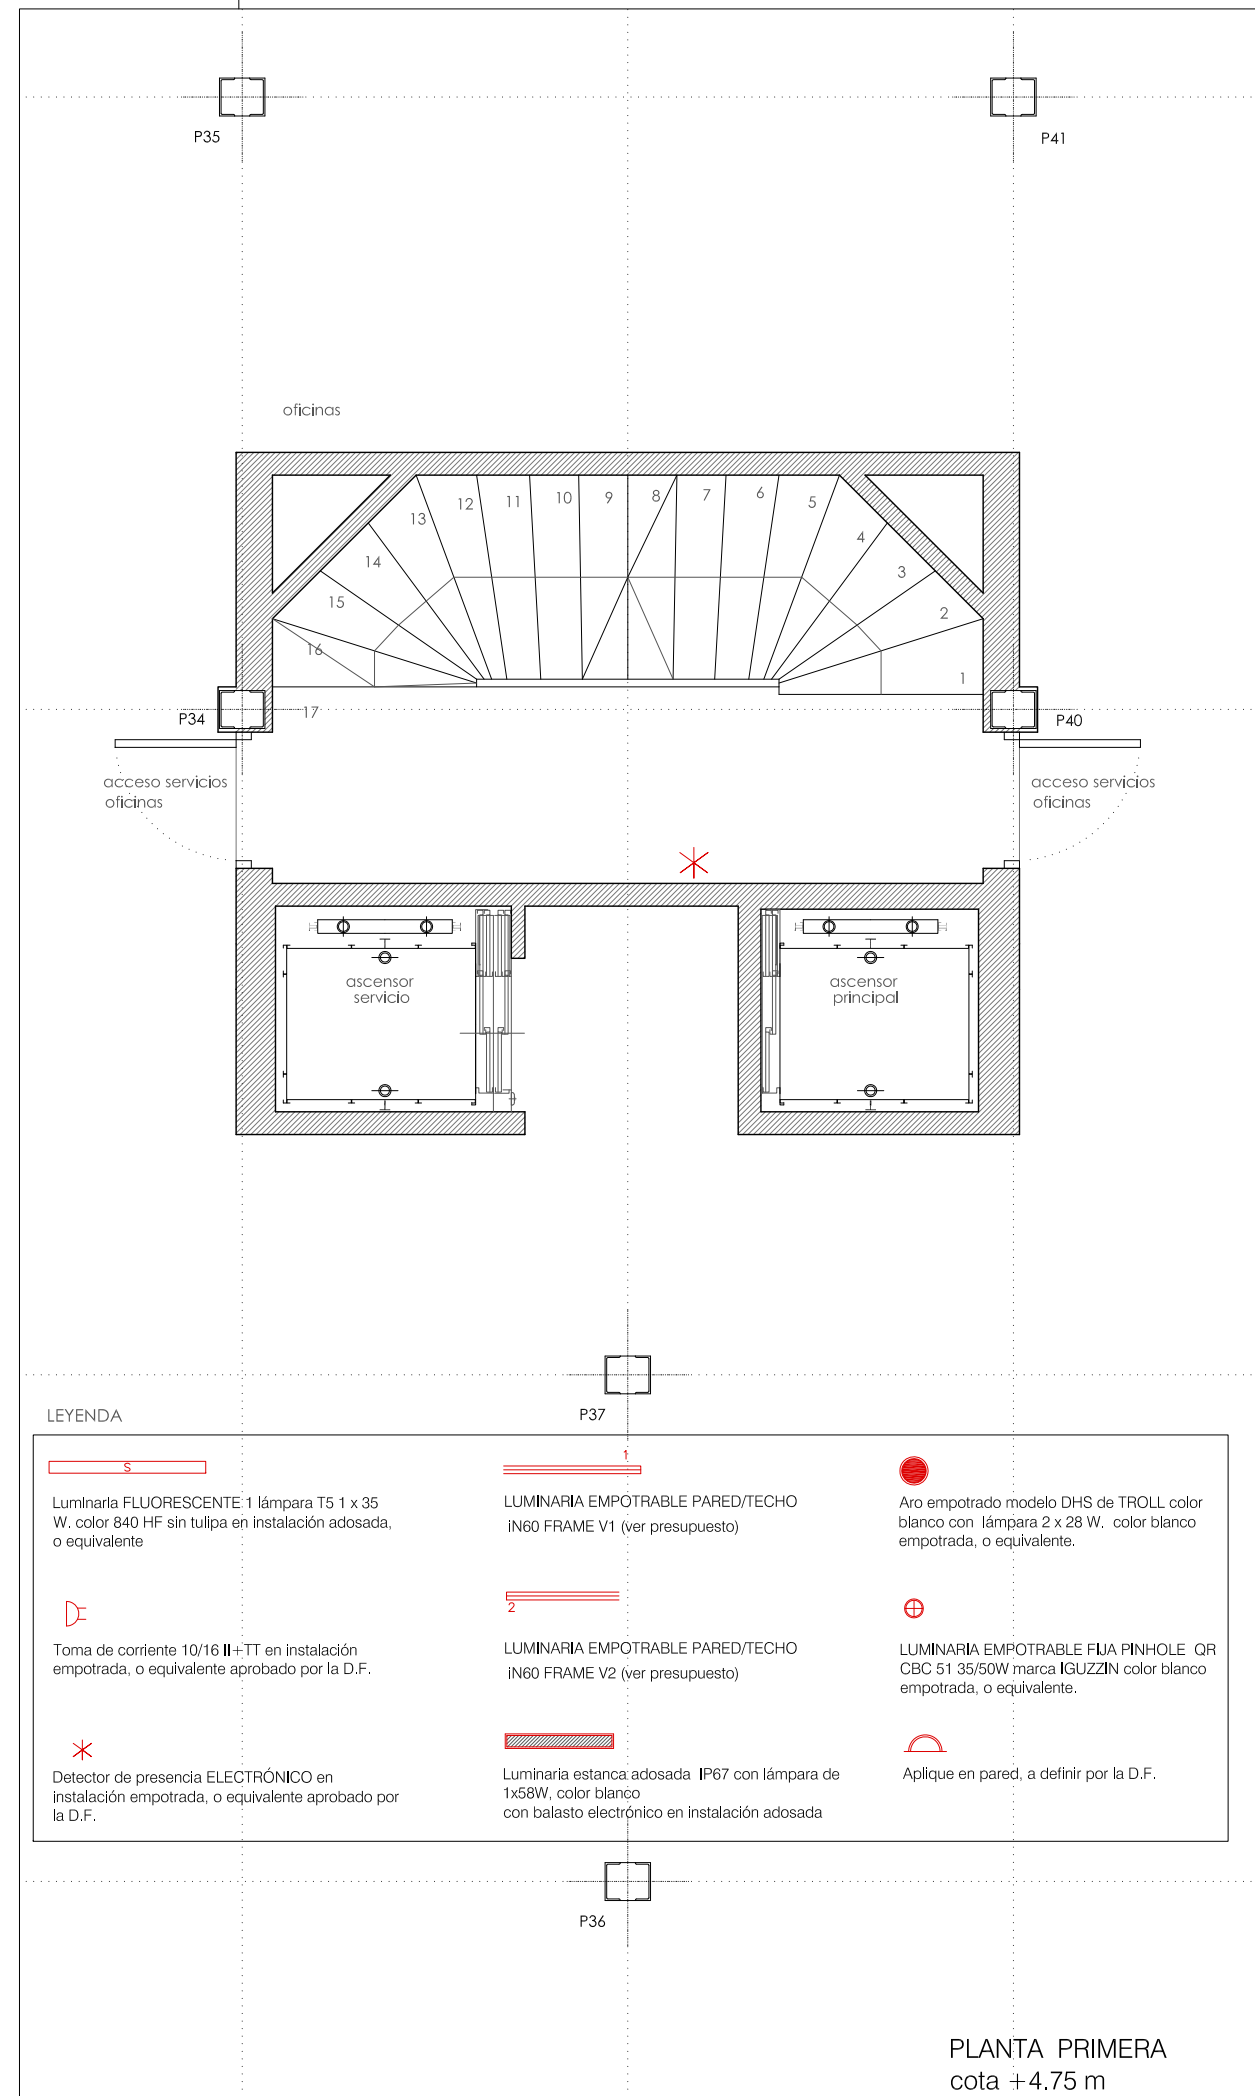 P35
P41
oficinas
12
11
10
9
8
7
6
5
13
4
14
3
15
2
16
1
17
P34
P40
acceso servicios
oficinas
acceso servicios
oficinas
ascensor
servicio
ascensor
principal
P37
LEYENDA
S
Luminaria FLUORESCENTE 1 lámpara T5 1 x 35
W. color 840 HF sin tulipa en instalación adosada,
o equivalente
1
LUMINARIA EMPOTRABLE PARED/TECHO
iN60 FRAME V1 (ver presupuesto)
Aro empotrado modelo DHS de TROLL color
blanco con lámpara 2 x 28 W. color blanco
empotrada, o equivalente.
Toma de corriente 10/16 II+TT en instalación
empotrada, o equivalente aprobado por la D.F.
2
LUMINARIA EMPOTRABLE PARED/TECHO
iN60 FRAME V2 (ver presupuesto)
LUMINARIA EMPOTRABLE FIJA PINHOLE QR
CBC 51 35/50W marca IGUZZIN color blanco
empotrada, o equivalente.
Detector de presencia ELECTRÓNICO en
instalación empotrada, o equivalente aprobado por
la D.F.
Luminaria estanca adosada IP67 con lámpara de
1x58W, color blanco
con balasto electrónico en instalación adosada
Aplique en pared, a definir por la D.F.
P36
PLANTA PRIMERA
cota +4.75 m